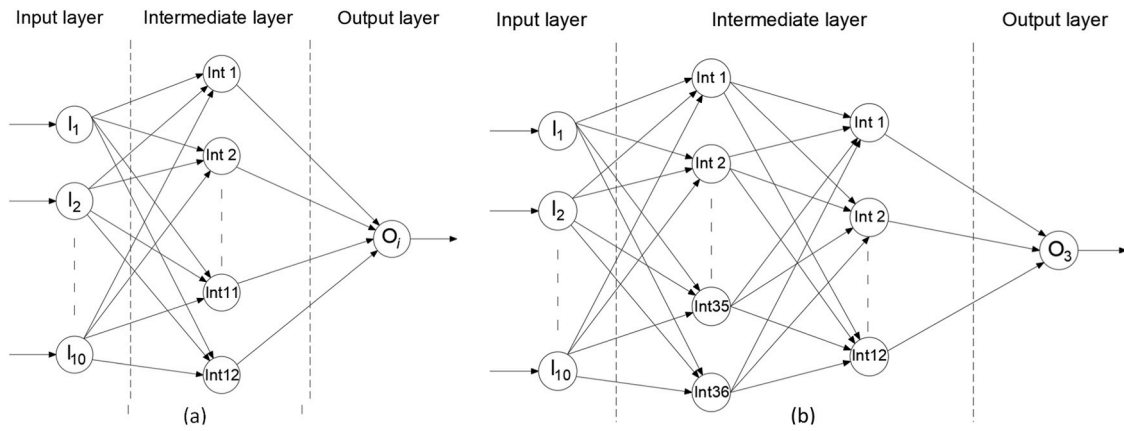 Input layer
Intermediate layer
Output layer
I1
I2
I10
Int 1
Int 2
Int11
Int12
Oi
(a)
Input layer
Intermediate layer
Output layer
I1
I2
I10
Int 1
Int 2
Int35
Int36
Int 1
Int 2
Int12
O3
(b)